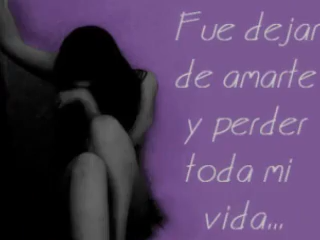 Fue dejar
de amarte
y perder
toda mi
vida...